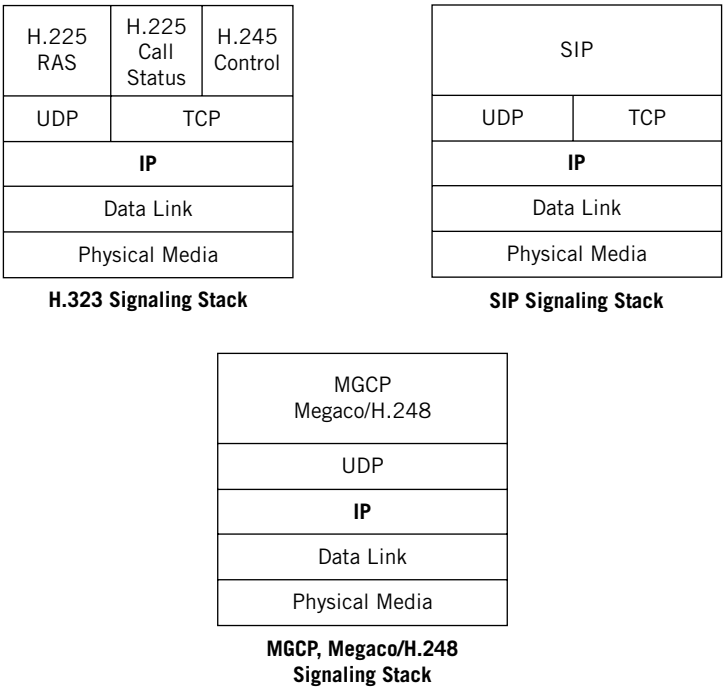 H.225
RAS
H.225
Call
Status
H.245
Control
UDP
TCP
IP
Data Link
Physical Media
H.323 Signaling Stack
SIP
UDP
TCP
IP
Data Link
Physical Media
SIP Signaling Stack
MGCP
Megaco/H.248
UDP
IP
Data Link
Physical Media
MGCP, Megaco/H.248
Signaling Stack